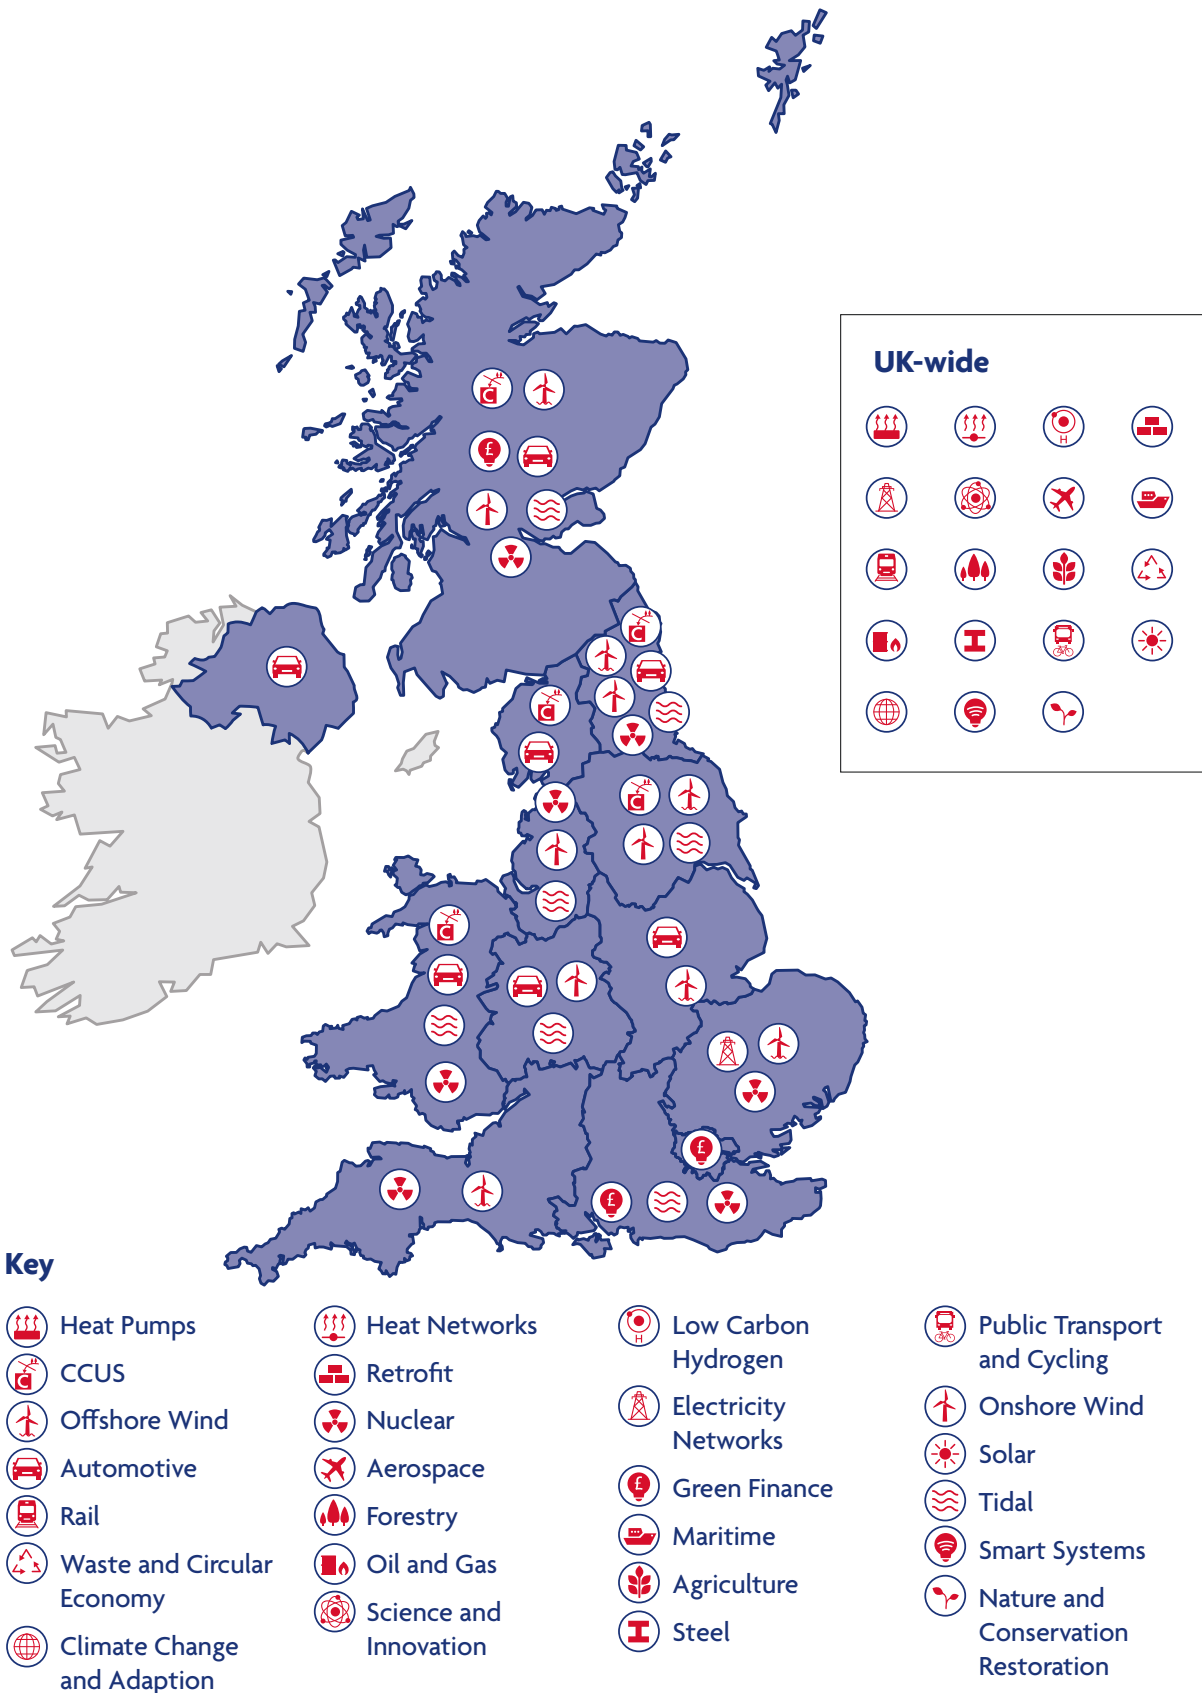 UK-wide
H
C
£
C
C
C
C
£
£
Key
Heat Pumps
CCUS
C
Offshore Wind
Automotive
Rail
Waste and Circular
Economy
Climate Change
and Adaption
Heat Networks
Retrofit
Nuclear
Aerospace
Forestry
Oil and Gas
Science and
Innovation
H
Low Carbon
Hydrogen
Electricity
Networks
£
Green Finance
Maritime
Agriculture
Steel
Public Transport
and Cycling
Onshore Wind
Solar
Tidal
Smart Systems
Nature and
Conservation
Restoration